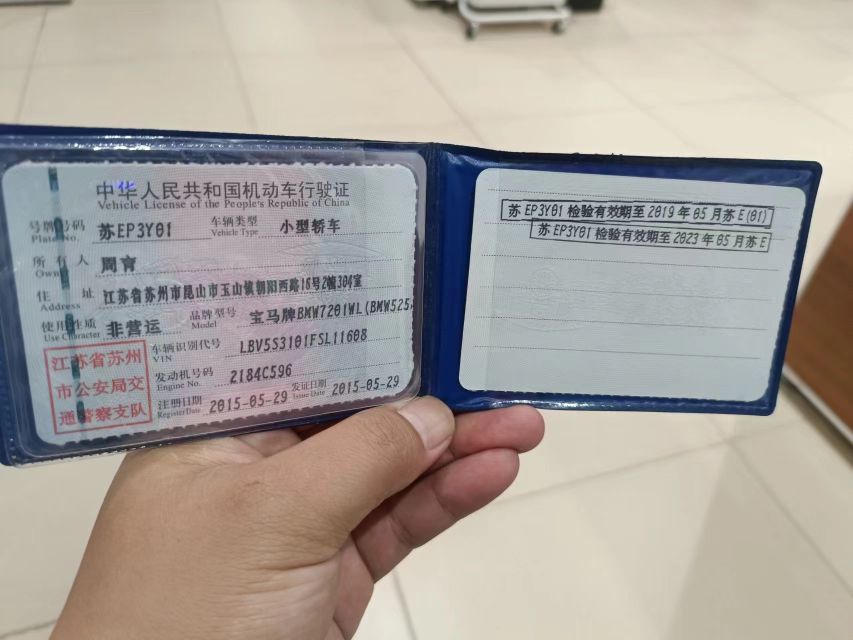 中华人民共和国机动车行驶证
Vehicle License of the People's Republic of China
号牌号码 苏EP3Y01 车辆类型 小型轿车
Plate No. Vehicle Type
所有人 周育
Owner
住址 江苏省苏州市昆山市玉山镇朝阳西路16号2幢304室
Address
使用性质 非营运 品牌型号 宝马牌BMW7201WL(BMW525
Use Character Model
车辆识别代号 LBV5S3101FSL11608
VIN
发动机号码 2184C596
Engine No.
注册日期 2015-05-29 发证日期 2015-05-29
Register Date Issue Date
江苏省苏州
市公安局交
通警察支队
苏EP3Y01检验有效期至2019年05月苏E(01)
苏EP3Y01检验有效期至2023年05月苏E